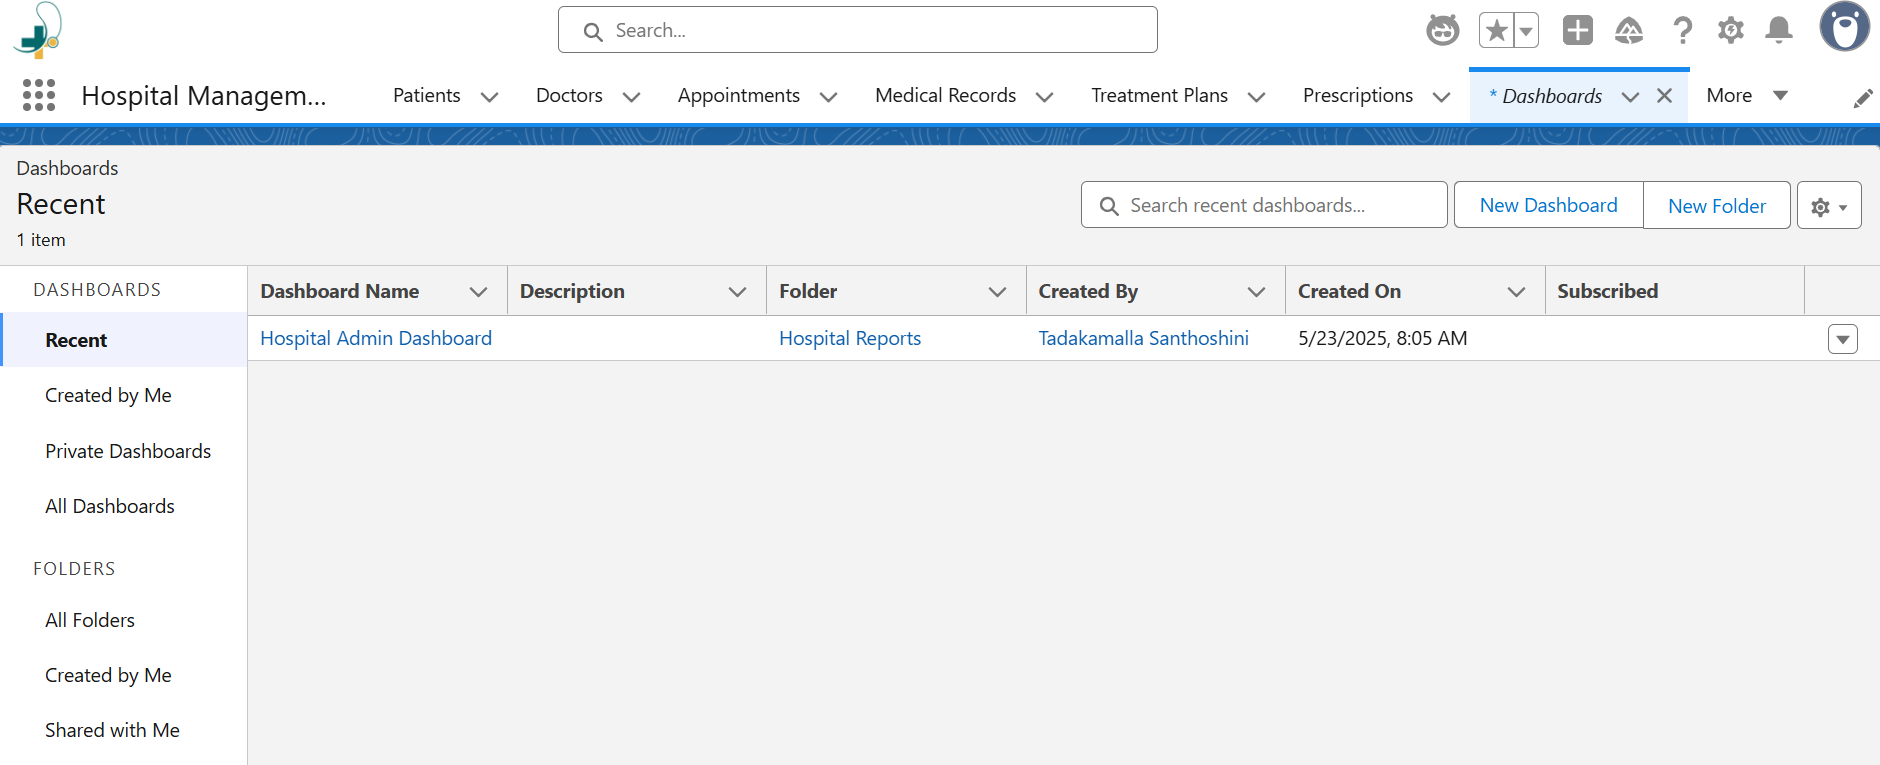 Search...
Hospital Managem...
Patients
Doctors
Appointments
Medical Records
Treatment Plans
Prescriptions
* Dashboards
More
Dashboards
Recent
1 item
Search recent dashboards...
New Dashboard
New Folder
DASHBOARDS
Recent
Created by Me
Private Dashboards
All Dashboards
FOLDERS
All Folders
Created by Me
Shared with Me
Dashboard Name Description Folder Created By Created On Subscribed
Hospital Admin Dashboard Hospital Reports Tadakamalla Santhoshini 5/23/2025, 8:05 AM